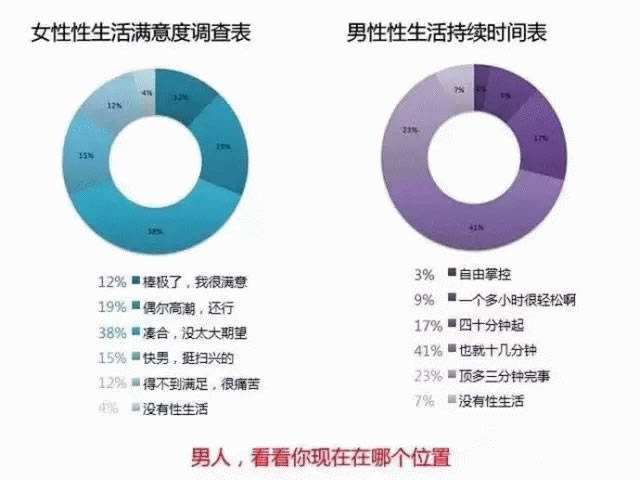 女性性生活满意度调查表
男性性生活持续时间表
4%
12%
12%
23%
15%
38%
7%
9%
23%
17%
41%
12% 棒极了，我很满意
19% 偶尔高潮，还行
38% 凑合，没太大期望
15% 快男，挺扫兴的
12% 得不到满足，很痛苦
4% 没有性生活
3% 自由掌控
9% 一个多小时很轻松啊
17% 四十分钟起
41% 也就十几分钟
23% 顶多三分钟完事
7% 没有性生活
男人，看看你现在在哪个位置